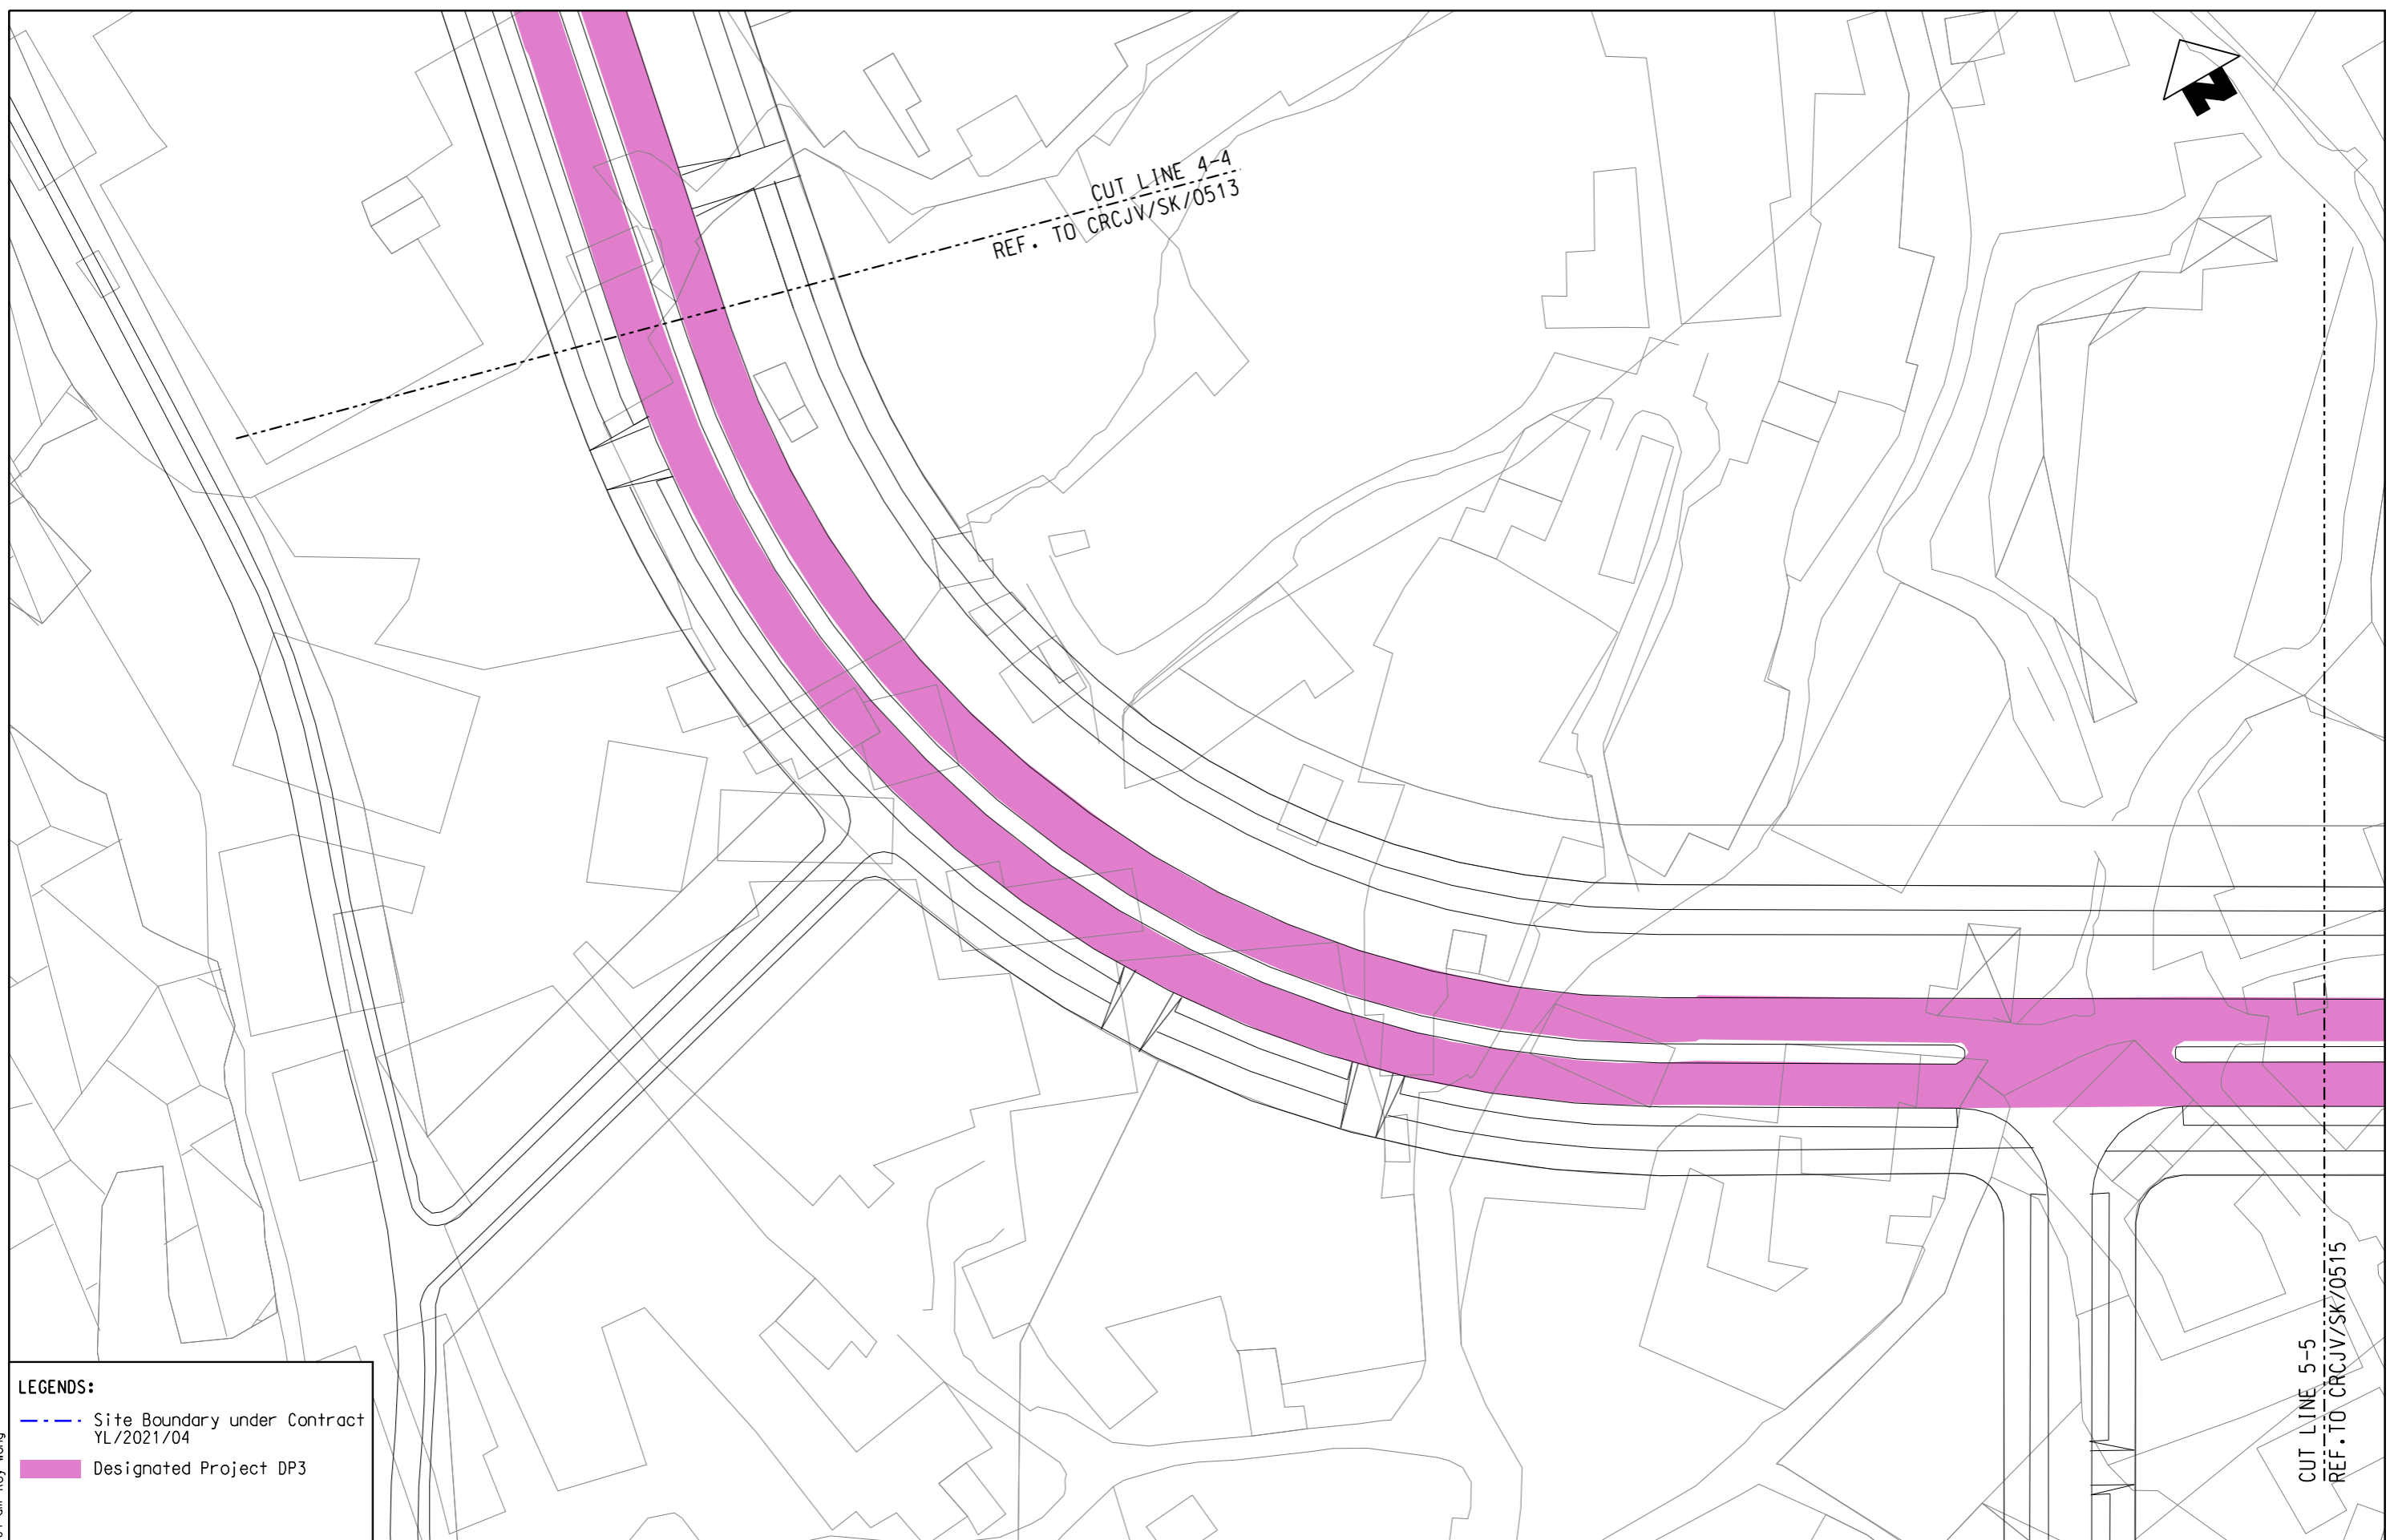 N
CUT LINE 4-4
REF. TO CRCJV/SK/0513
CUT LINE 5-5
REF.TO CRCJV/SK/0515
LEGENDS:
Site Boundary under Contract
YL/2021/04
Designated Project DP3